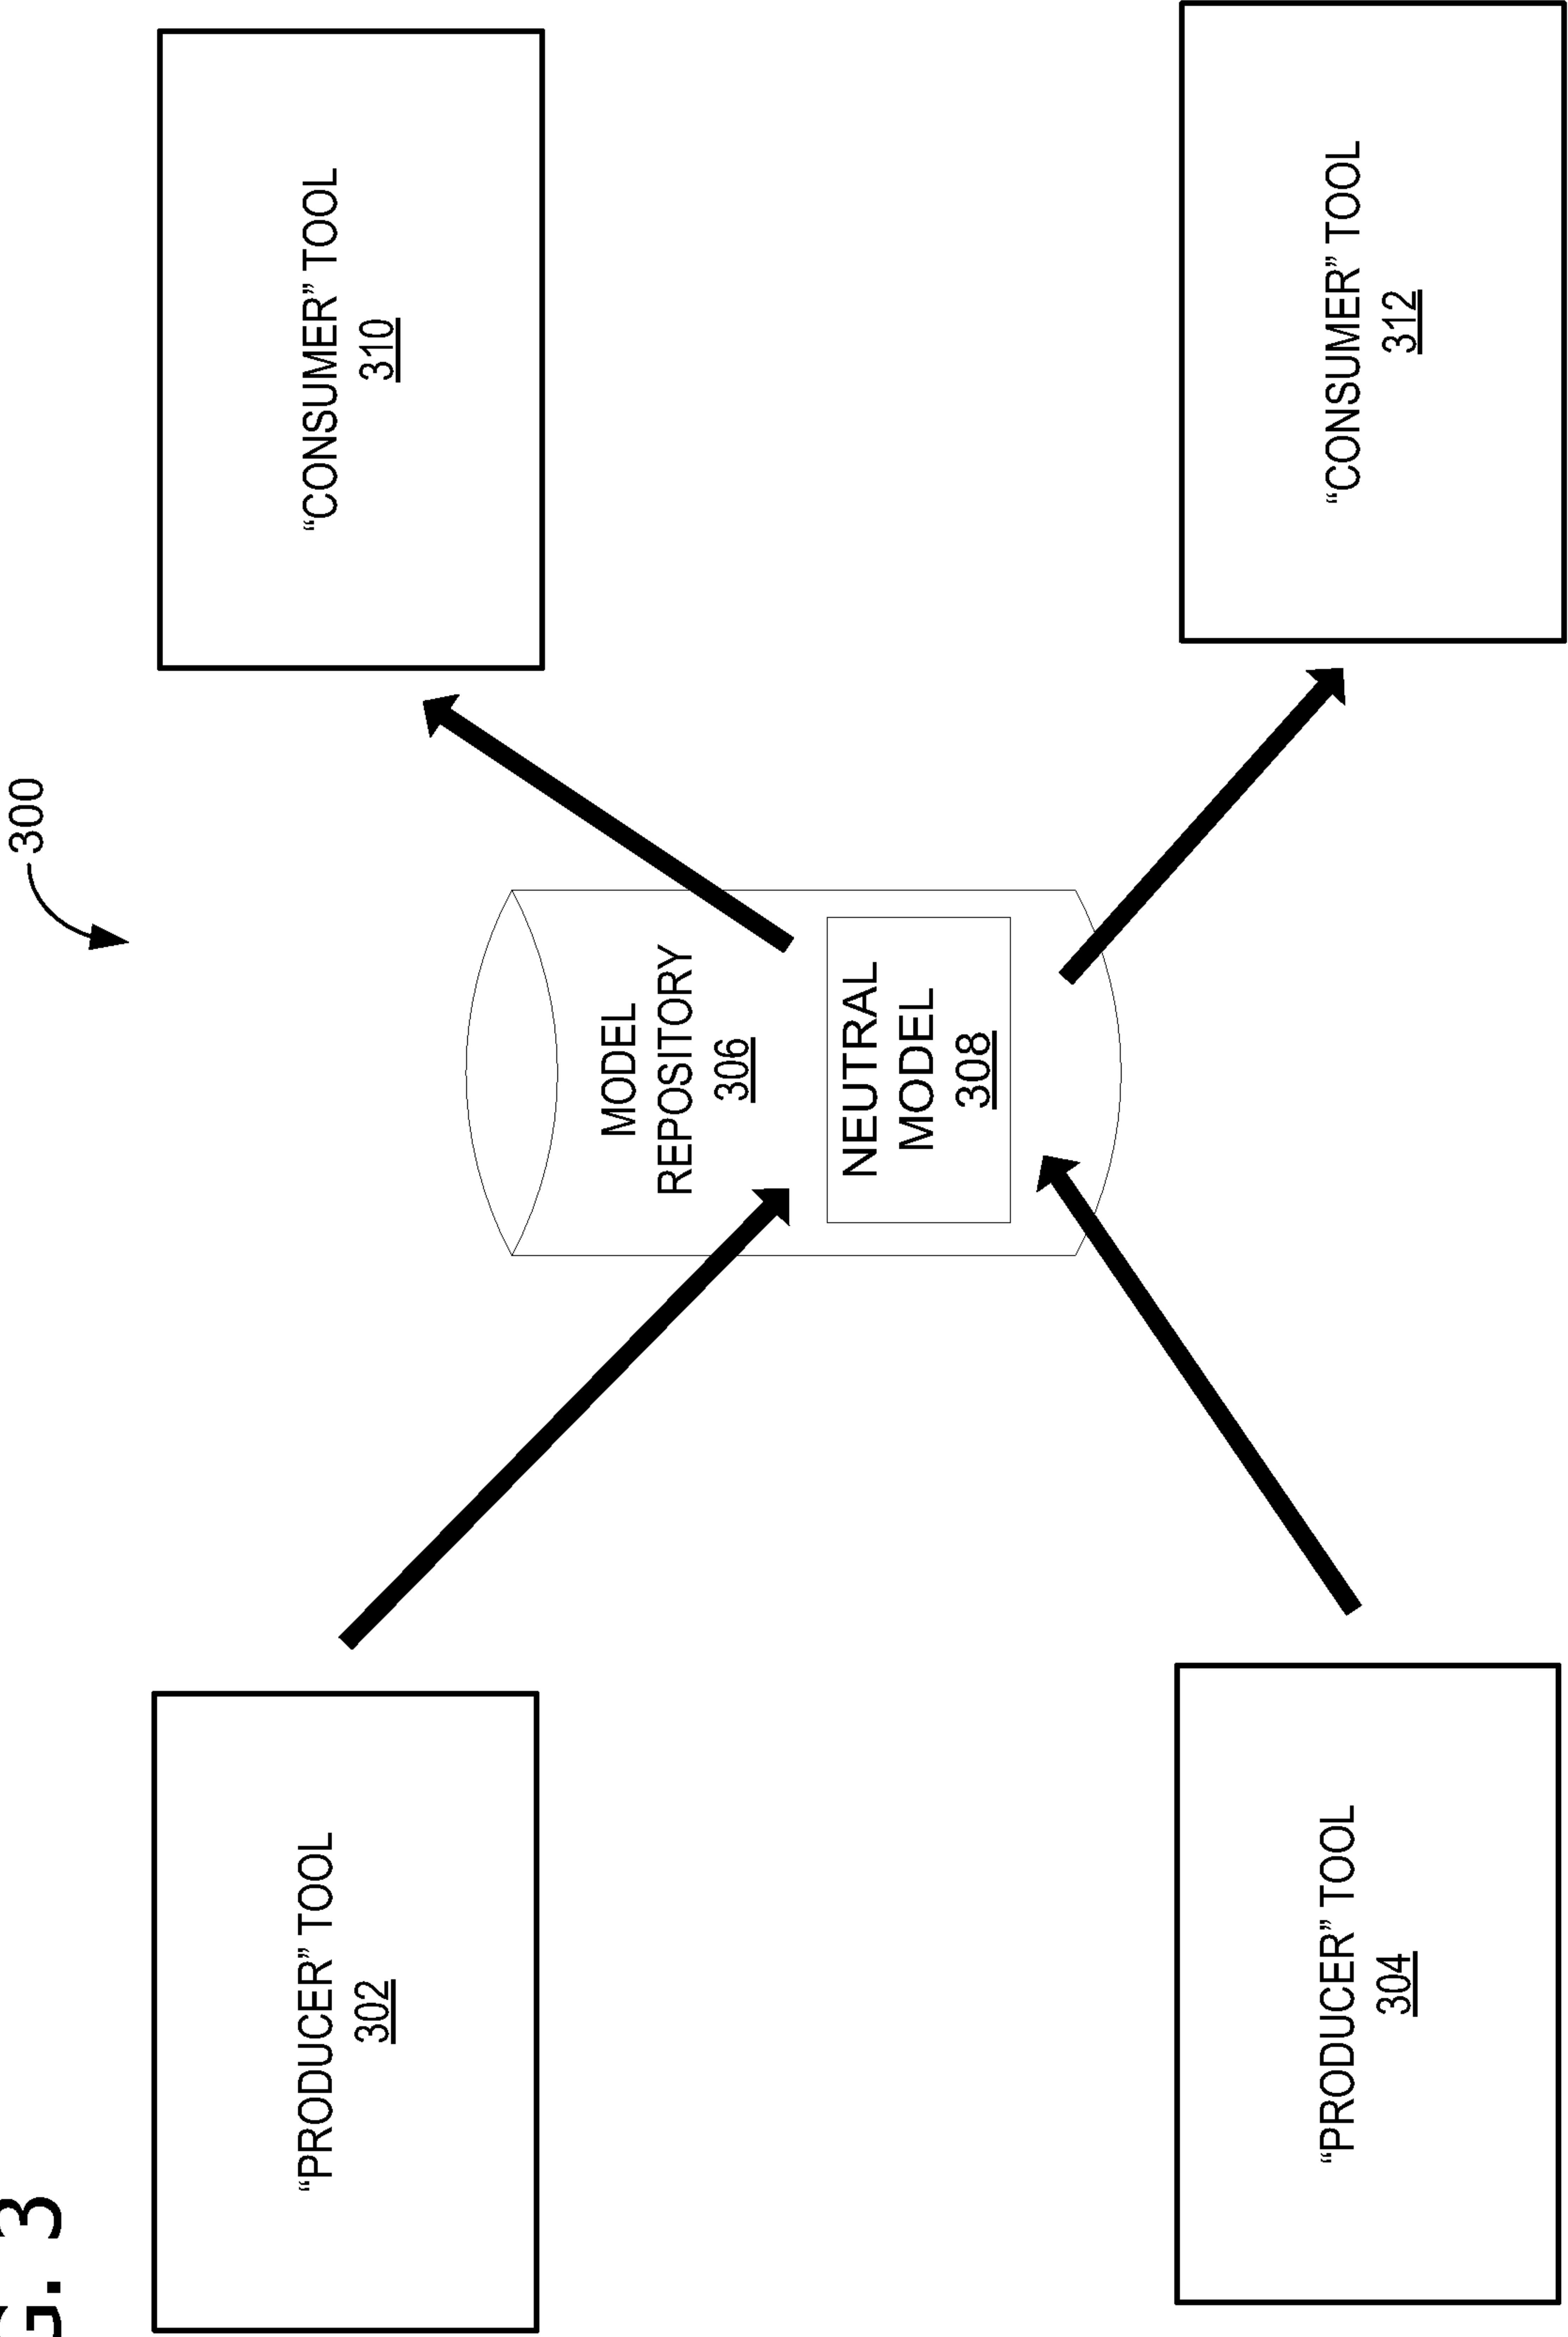 G. 3
300
“PRODUCER” TOOL
302
“CONSUMER” TOOL
310
MODEL
REPOSITORY
306
NEUTRAL
MODEL
308
“PRODUCER” TOOL
304
“CONSUMER” TOOL
312